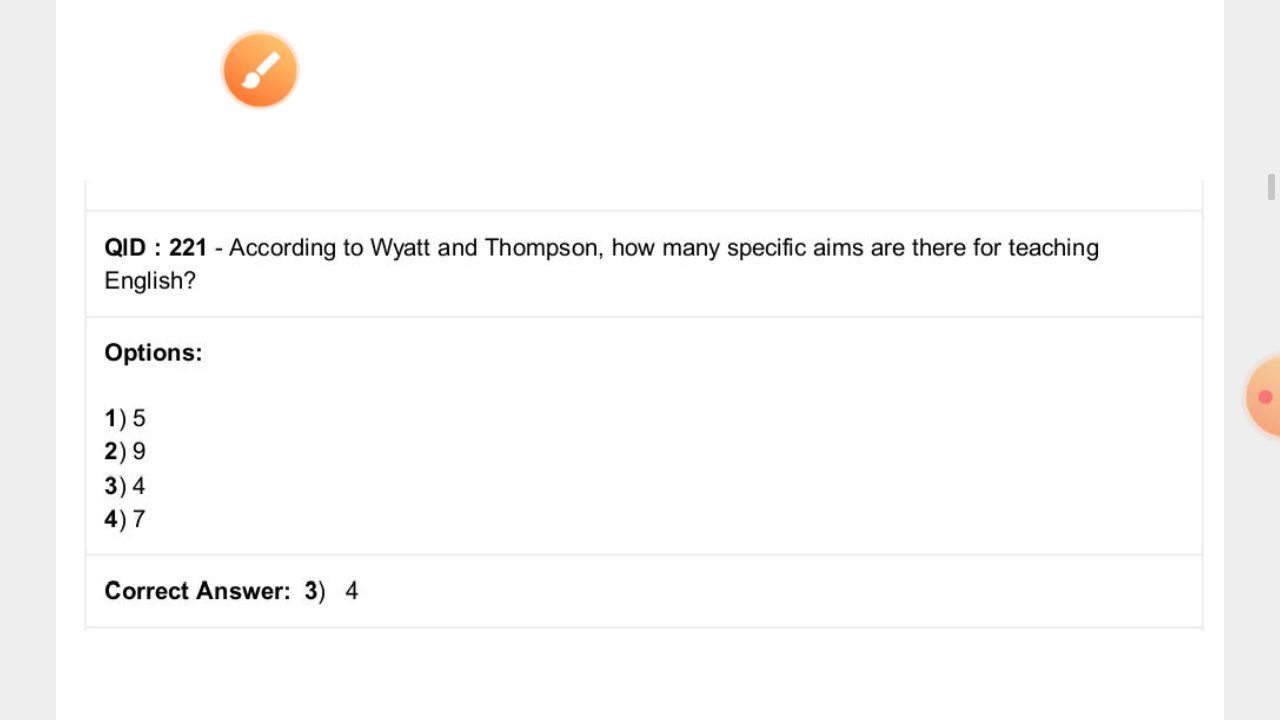 QID : 221 - According to Wyatt and Thompson, how many specific aims are there for teaching
English?
Options:
1) 5
2) 9
3) 4
4) 7
Correct Answer: 3) 4